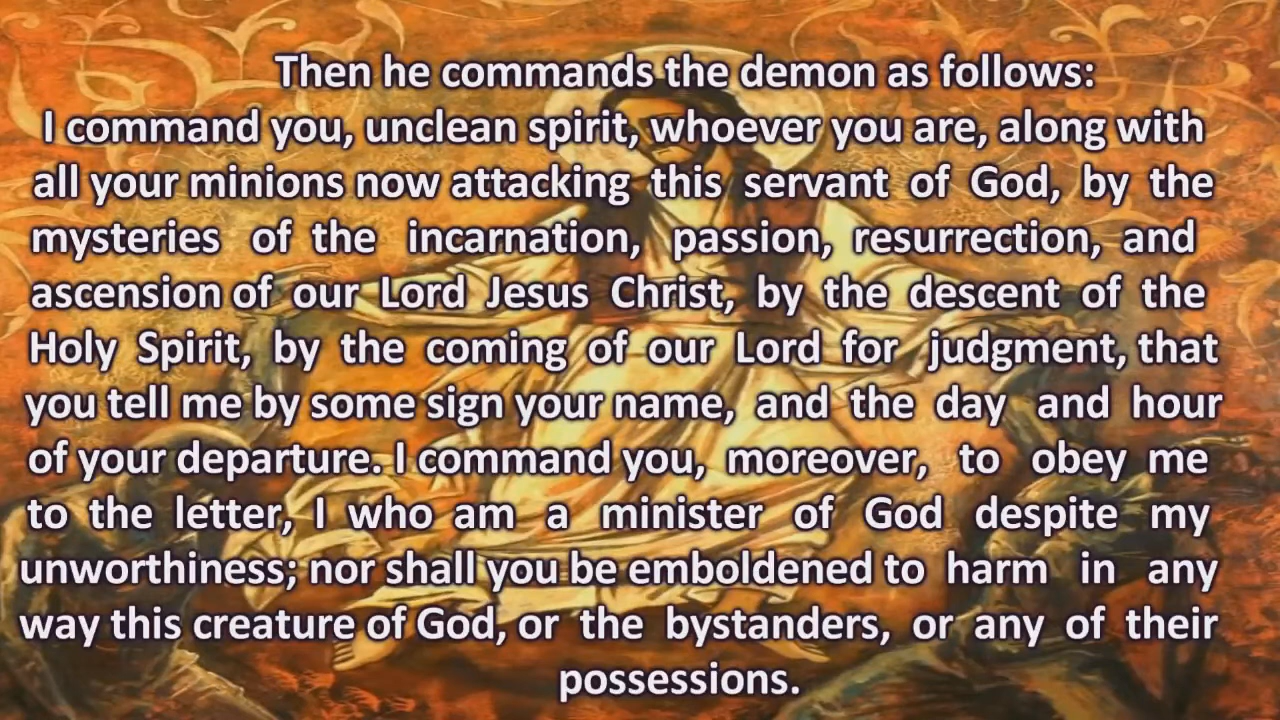 Then he commands the demon as follows:
I command you, unclean spirit, whoever you are, along with
all your minions now attacking this servant of God, by the
mysteries of the incarnation, passion, resurrection, and
ascension of our Lord Jesus Christ, by the descent of the
Holy Spirit, by the coming of our Lord for judgment, that
you tell me by some sign your name, and the day and hour
of your departure. I command you, moreover, to obey me
to the letter, I who am a minister of God despite my
unworthiness; nor shall you be emboldened to harm in any
way this creature of God, or the bystanders, or any of their
possessions.